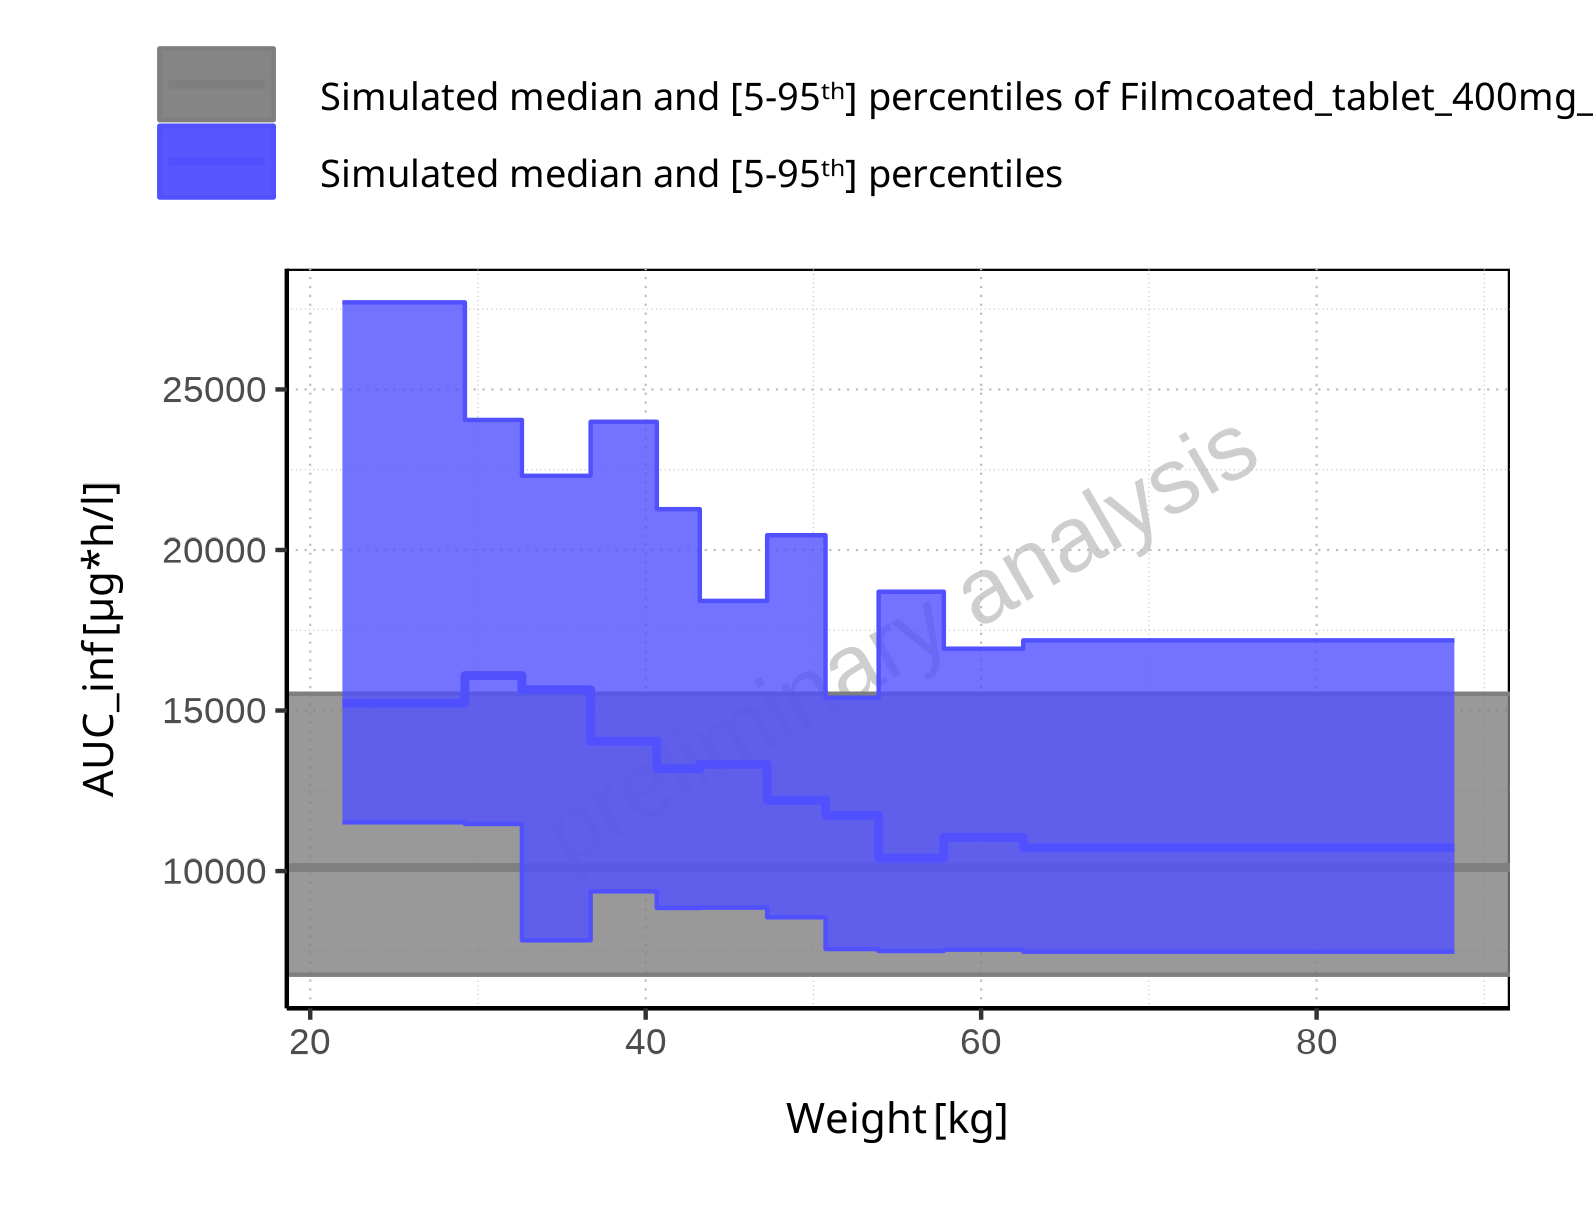 Simulated median and [5-95ᵗʰ] percentiles of Filmcoated_tablet_400mg_
Simulated median and [5-95ᵗʰ] percentiles
25000
20000
15000
10000
AUC_inf [µg*h/l]
preliminary analysis
20 40 60 80
Weight [kg]